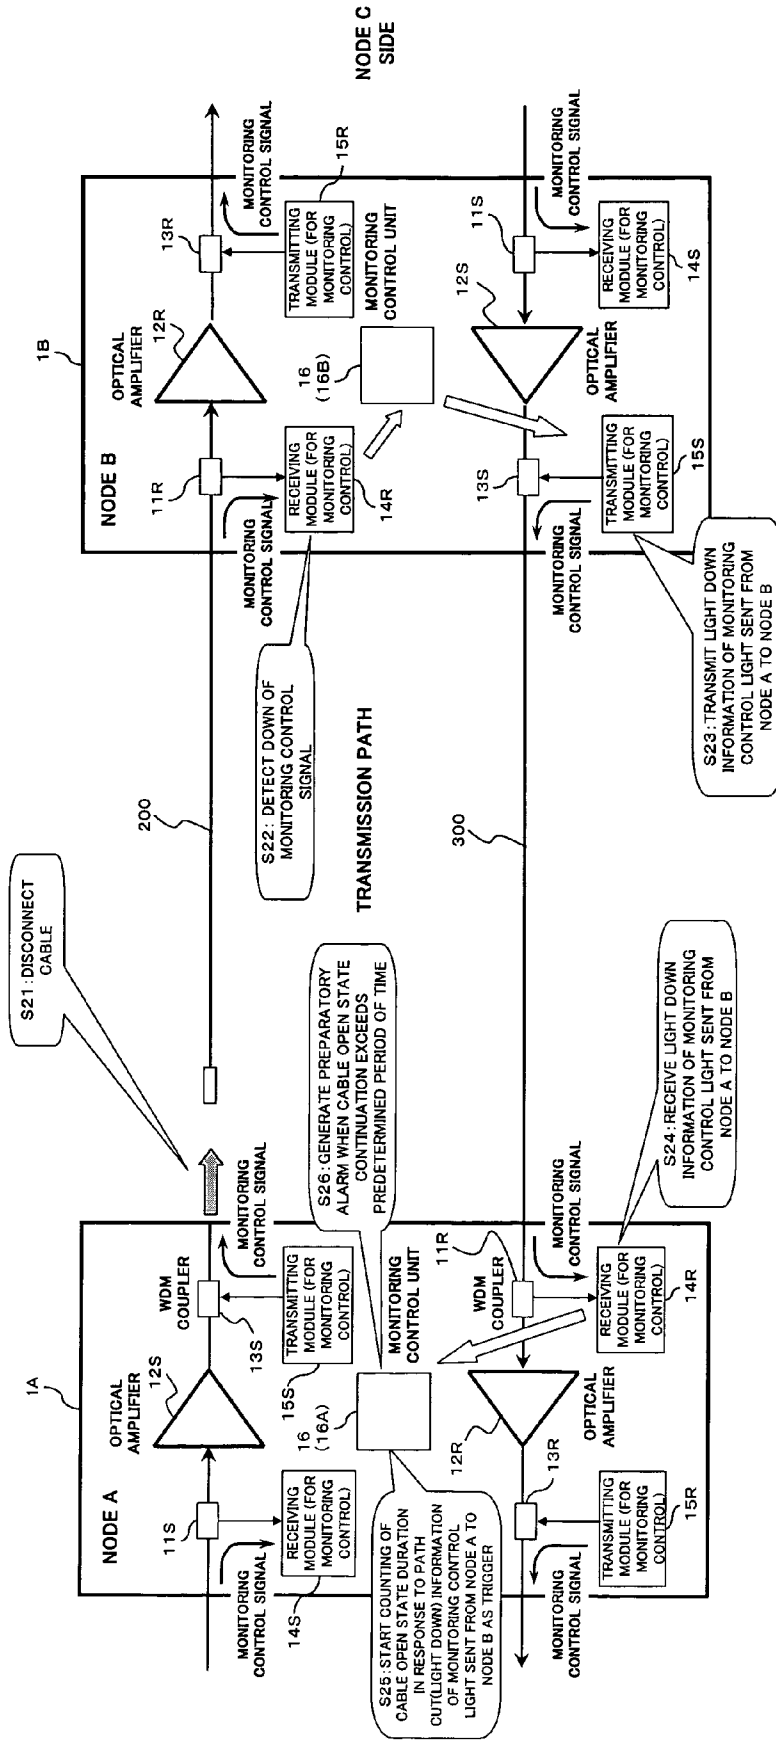 S21:DISCONNECT
CABLE
1A
NODE A
11S
OPTICAL
AMPLIFIER
12S
WDM
COUPLER
13S
MONITORING
CONTROL SIGNAL
MONITORING
CONTROL SIGNAL
RECEIVING
MODULE (FOR
MONITORING
CONTROL)
14S
TRANSMITTING
MODULE (FOR
MONITORING
CONTROL)
15S
16
(16A)
MONITORING
CONTROL UNIT
S26:GENERATE PREPARATORY
ALARM WHEN CABLE OPEN STATE
CONTINUATION EXCEEDS
PREDETERMINED PERIOD OF TIME
S25:START COUNTING OF
CABLE OPEN STATE DURATION
IN RESPONSE TO PATH
CUT(LIGHT DOWN) INFORMATION
OF MONITORING CONTROL
LIGHT SENT FROM NODE A TO
NODE B AS TRIGGER
11R
WDM
COUPLER
12R
OPTICAL
AMPLIFIER
13R
MONITORING
CONTROL SIGNAL
MONITORING
CONTROL SIGNAL
TRANSMITTING
MODULE (FOR
MONITORING
CONTROL)
15R
RECEIVING
MODULE (FOR
MONITORING
CONTROL)
14R
S24:RECEIVE LIGHT DOWN
INFORMATION OF MONITORING
CONTROL LIGHT SENT FROM
NODE A TO NODE B
200
TRANSMISSION PATH
300
S22:DETECT DOWN OF
MONITORING CONTROL
SIGNAL
1B
NODE B
11R
OPTICAL
AMPLIFIER
12R
13R
MONITORING
CONTROL SIGNAL
MONITORING
CONTROL SIGNAL
RECEIVING
MODULE (FOR
MONITORING
CONTROL)
14R
TRANSMITTING
MODULE (FOR
MONITORING
CONTROL)
15R
16
(16B)
MONITORING
CONTROL UNIT
NODE C
SIDE
13S
12S
OPTICAL
AMPLIFIER
11S
MONITORING
CONTROL SIGNAL
MONITORING
CONTROL SIGNAL
TRANSMITTING
MODULE (FOR
MONITORING
CONTROL)
15S
RECEIVING
MODULE (FOR
MONITORING
CONTROL)
14S
S23:TRANSMIT LIGHT DOWN
INFORMATION OF MONITORING
CONTROL LIGHT SENT FROM
NODE A TO NODE B